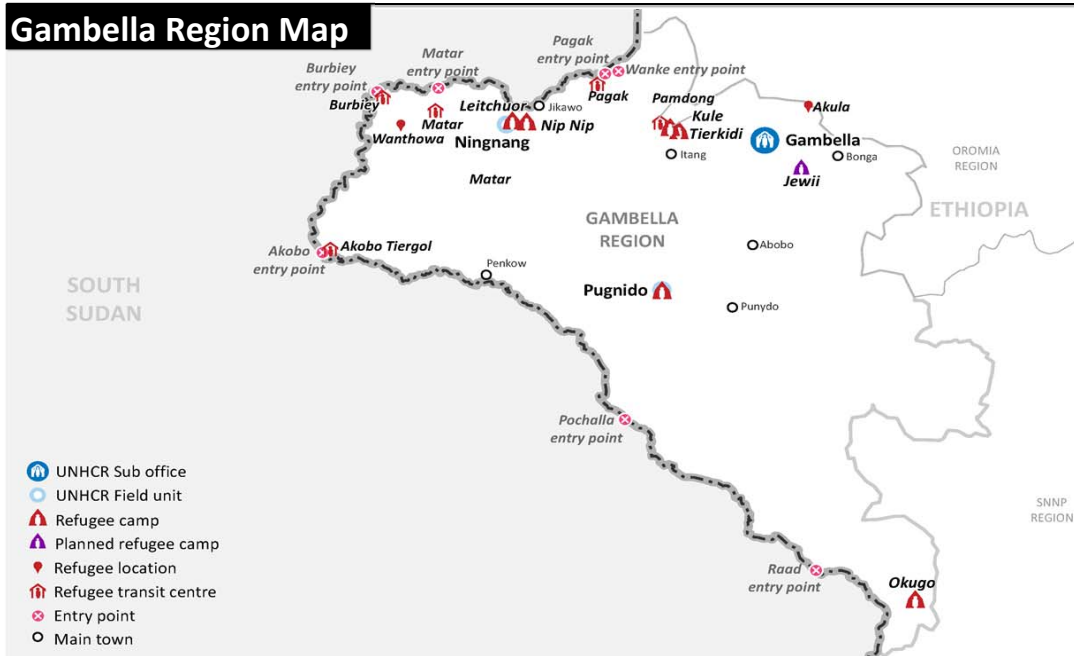 Gambella Region Map
Pagak
entry point
Matar
entry point
Burbiey
entry point
Wanke entry point
Burbiey
Leitchuor
Jikawo
Pagak
Pamdong
Akula
Matar
Kule
Wanthowa
Nip Nip
Tierkidi
Ningnang
Gambella
Itang
Bonga
OROMIA
REGION
Matar
Jewii
ETHIOPIA
GAMBELLA
REGION
Akobo
entry point
Akobo Tiergol
Abobo
Penkow
SOUTH
SUDAN
Pugnido
Punydo
Pochalla
entry point
UNHCR Sub office
UNHCR Field unit
Refugee camp
Planned refugee camp
Refugee location
Refugee transit centre
Entry point
Main town
SNNP
REGION
Raad
entry point
Okugo